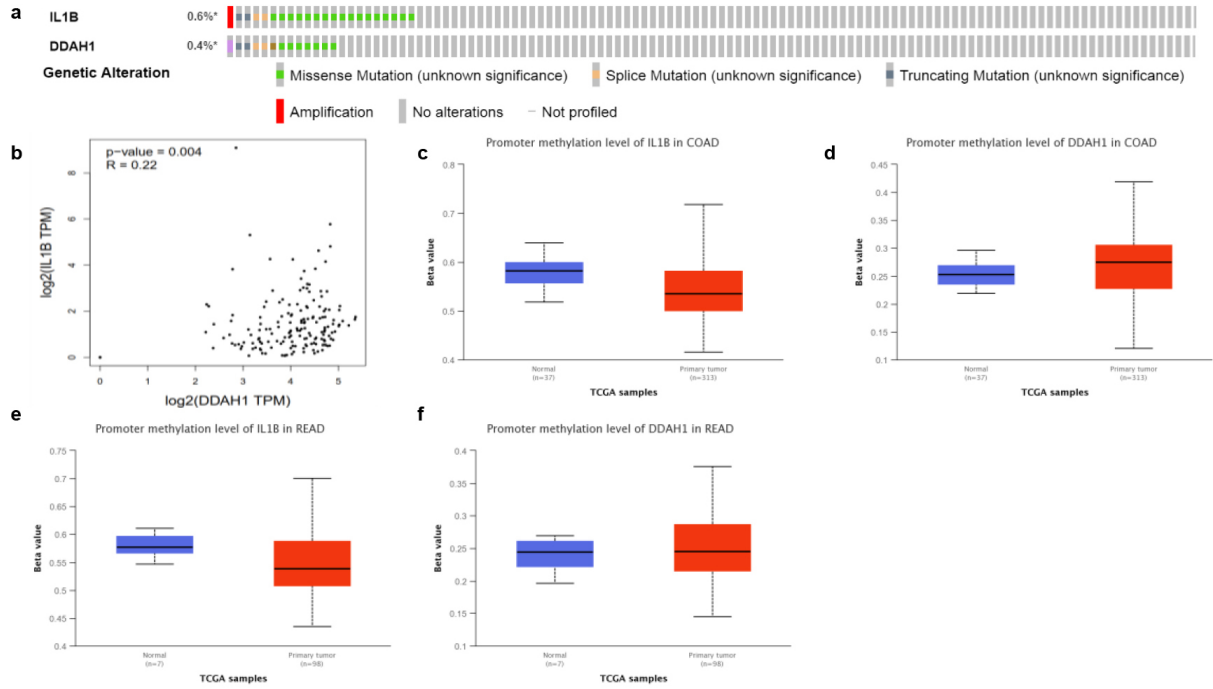 a
IL1B 0.6%*
DDAH1 0.4%*
Genetic Alteration
Missense Mutation (unknown significance) Splice Mutation (unknown significance) Truncating Mutation (unknown significance)
Amplification No alterations Not profiled
b
p−value = 0.004
R = 0.22
log2(IL1B TPM)
8
6
4
2
0
0 1 2 3 4 5
log2(DDAH1 TPM)
c
Promoter methylation level of IL1B in COAD
Beta value
0.8
0.7
0.6
0.5
0.4
Normal
(n=37)
Primary tumor
(n=313)
TCGA samples
d
Promoter methylation level of DDAH1 in COAD
Beta value
0.45
0.4
0.35
0.3
0.25
0.2
0.15
0.1
Normal
(n=37)
Primary tumor
(n=313)
TCGA samples
e
Promoter methylation level of IL1B in READ
Beta value
0.75
0.7
0.65
0.6
0.55
0.5
0.45
0.4
Normal
(n=7)
Primary tumor
(n=98)
TCGA samples
f
Promoter methylation level of DDAH1 in READ
Beta value
0.4
0.35
0.3
0.25
0.2
0.15
0.1
Normal
(n=7)
Primary tumor
(n=98)
TCGA samples